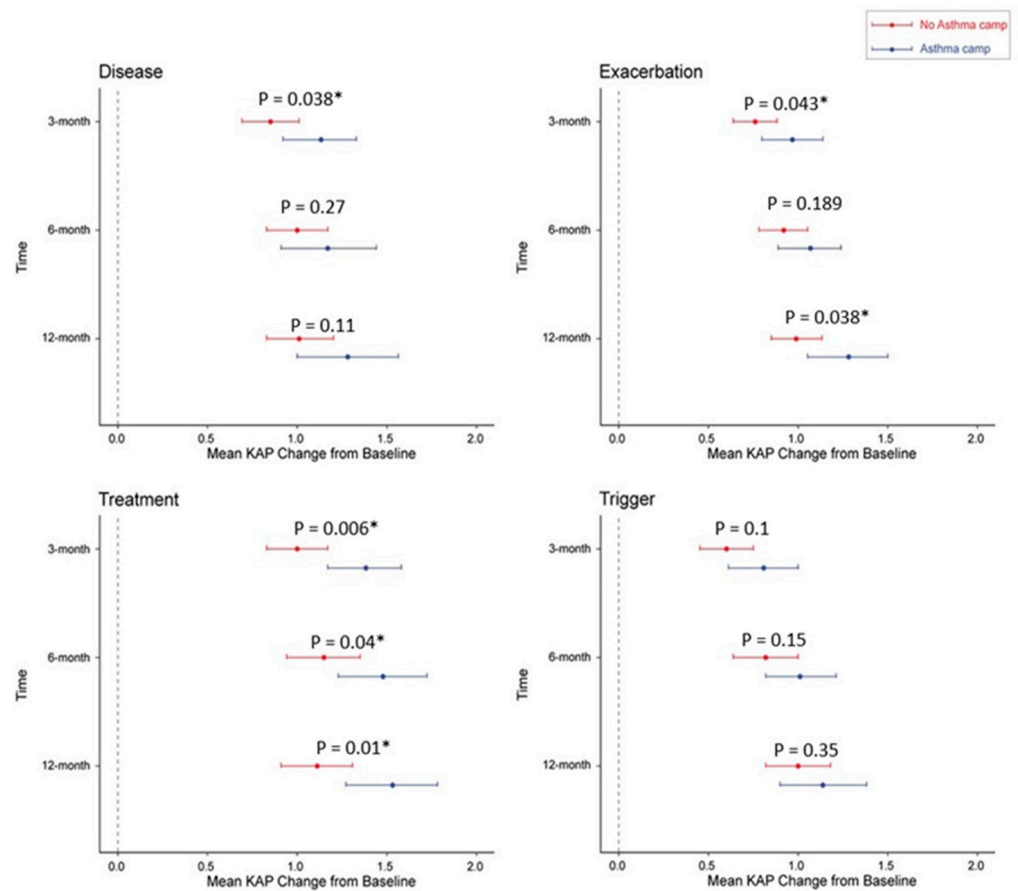 No Asthma camp
Asthma camp
Disease
P = 0.038*
3-month
P = 0.27
6-month
Time
P = 0.11
12-month
0.0 0.5 1.0 1.5 2.0
Mean KAP Change from Baseline
Exacerbation
P = 0.043*
3-month
P = 0.189
6-month
Time
P = 0.038*
12-month
0.0 0.5 1.0 1.5 2.0
Mean KAP Change from Baseline
Treatment
P = 0.006*
3-month
P = 0.04*
6-month
Time
P = 0.01*
12-month
0.0 0.5 1.0 1.5 2.0
Mean KAP Change from Baseline
Trigger
P = 0.1
3-month
P = 0.15
6-month
Time
P = 0.35
12-month
0.0 0.5 1.0 1.5 2.0
Mean KAP Change from Baseline